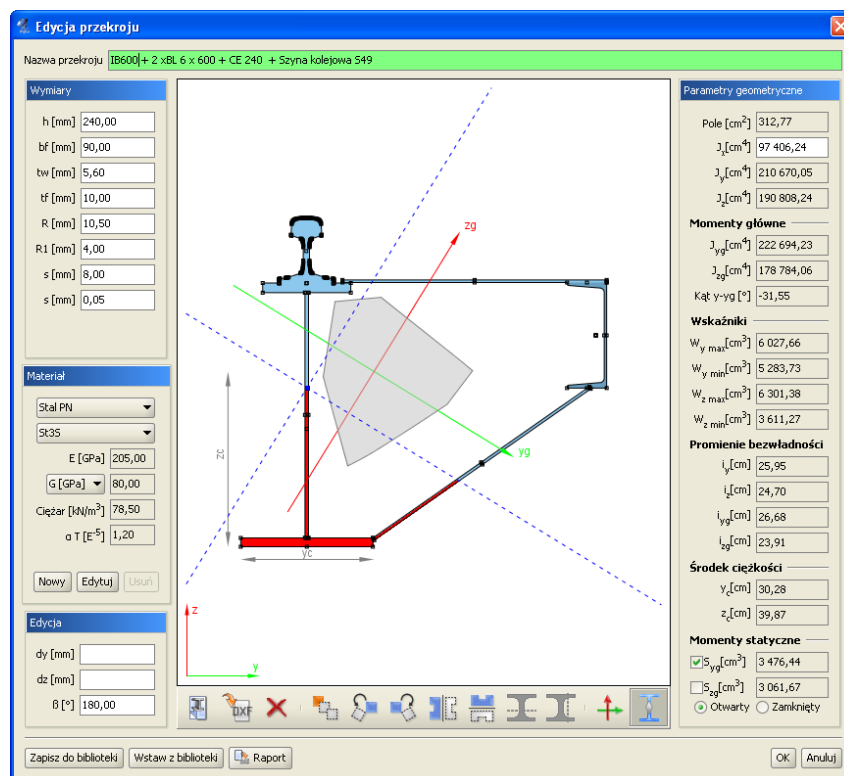 Edycja przekroju
Nazwa przekroju IB600 + 2 xBL 6 x 600 + CE 240 + Szyna kolejowa S49
Wymiary
h [mm] 240,00
bf [mm] 90,00
tw [mm] 5,60
tf [mm] 10,00
R [mm] 10,50
R1 [mm] 4,00
s [mm] 8,00
s [mm] 0,05
Materiał
Stal PN
St3S
E [GPa] 205,00
G [GPa] 80,00
Ciężar [kN/m³] 78,50
α T [E⁻⁵] 1,20
Nowy Edytuj Usuń
Edycja
dy [mm]
dz [mm]
β [°] 180,00
zg
yg
zc
yc
z
y
DXF
Parametry geometryczne
Pole [cm²] 312,77
Jx[cm⁴] 97 406,24
Jy[cm⁴] 210 670,05
Jz[cm⁴] 190 808,24
Momenty główne
Jyg[cm⁴] 222 694,23
Jzg[cm⁴] 178 784,06
Kąt y-yg [°] -31,55
Wskaźniki
Wy max[cm³] 6 027,66
Wy min[cm³] 5 283,73
Wz max[cm³] 6 301,38
Wz min[cm³] 3 611,27
Promienie bezwładności
iy[cm] 25,95
iz[cm] 24,70
iyg[cm] 26,68
izg[cm] 23,91
Środek ciężkości
yc[cm] 30,28
zc[cm] 39,87
Momenty statyczne
Syg[cm³] 3 476,44
Szg[cm³] 3 061,67
Otwarty Zamknięty
Zapisz do biblioteki Wstaw z biblioteki Raport OK Anuluj